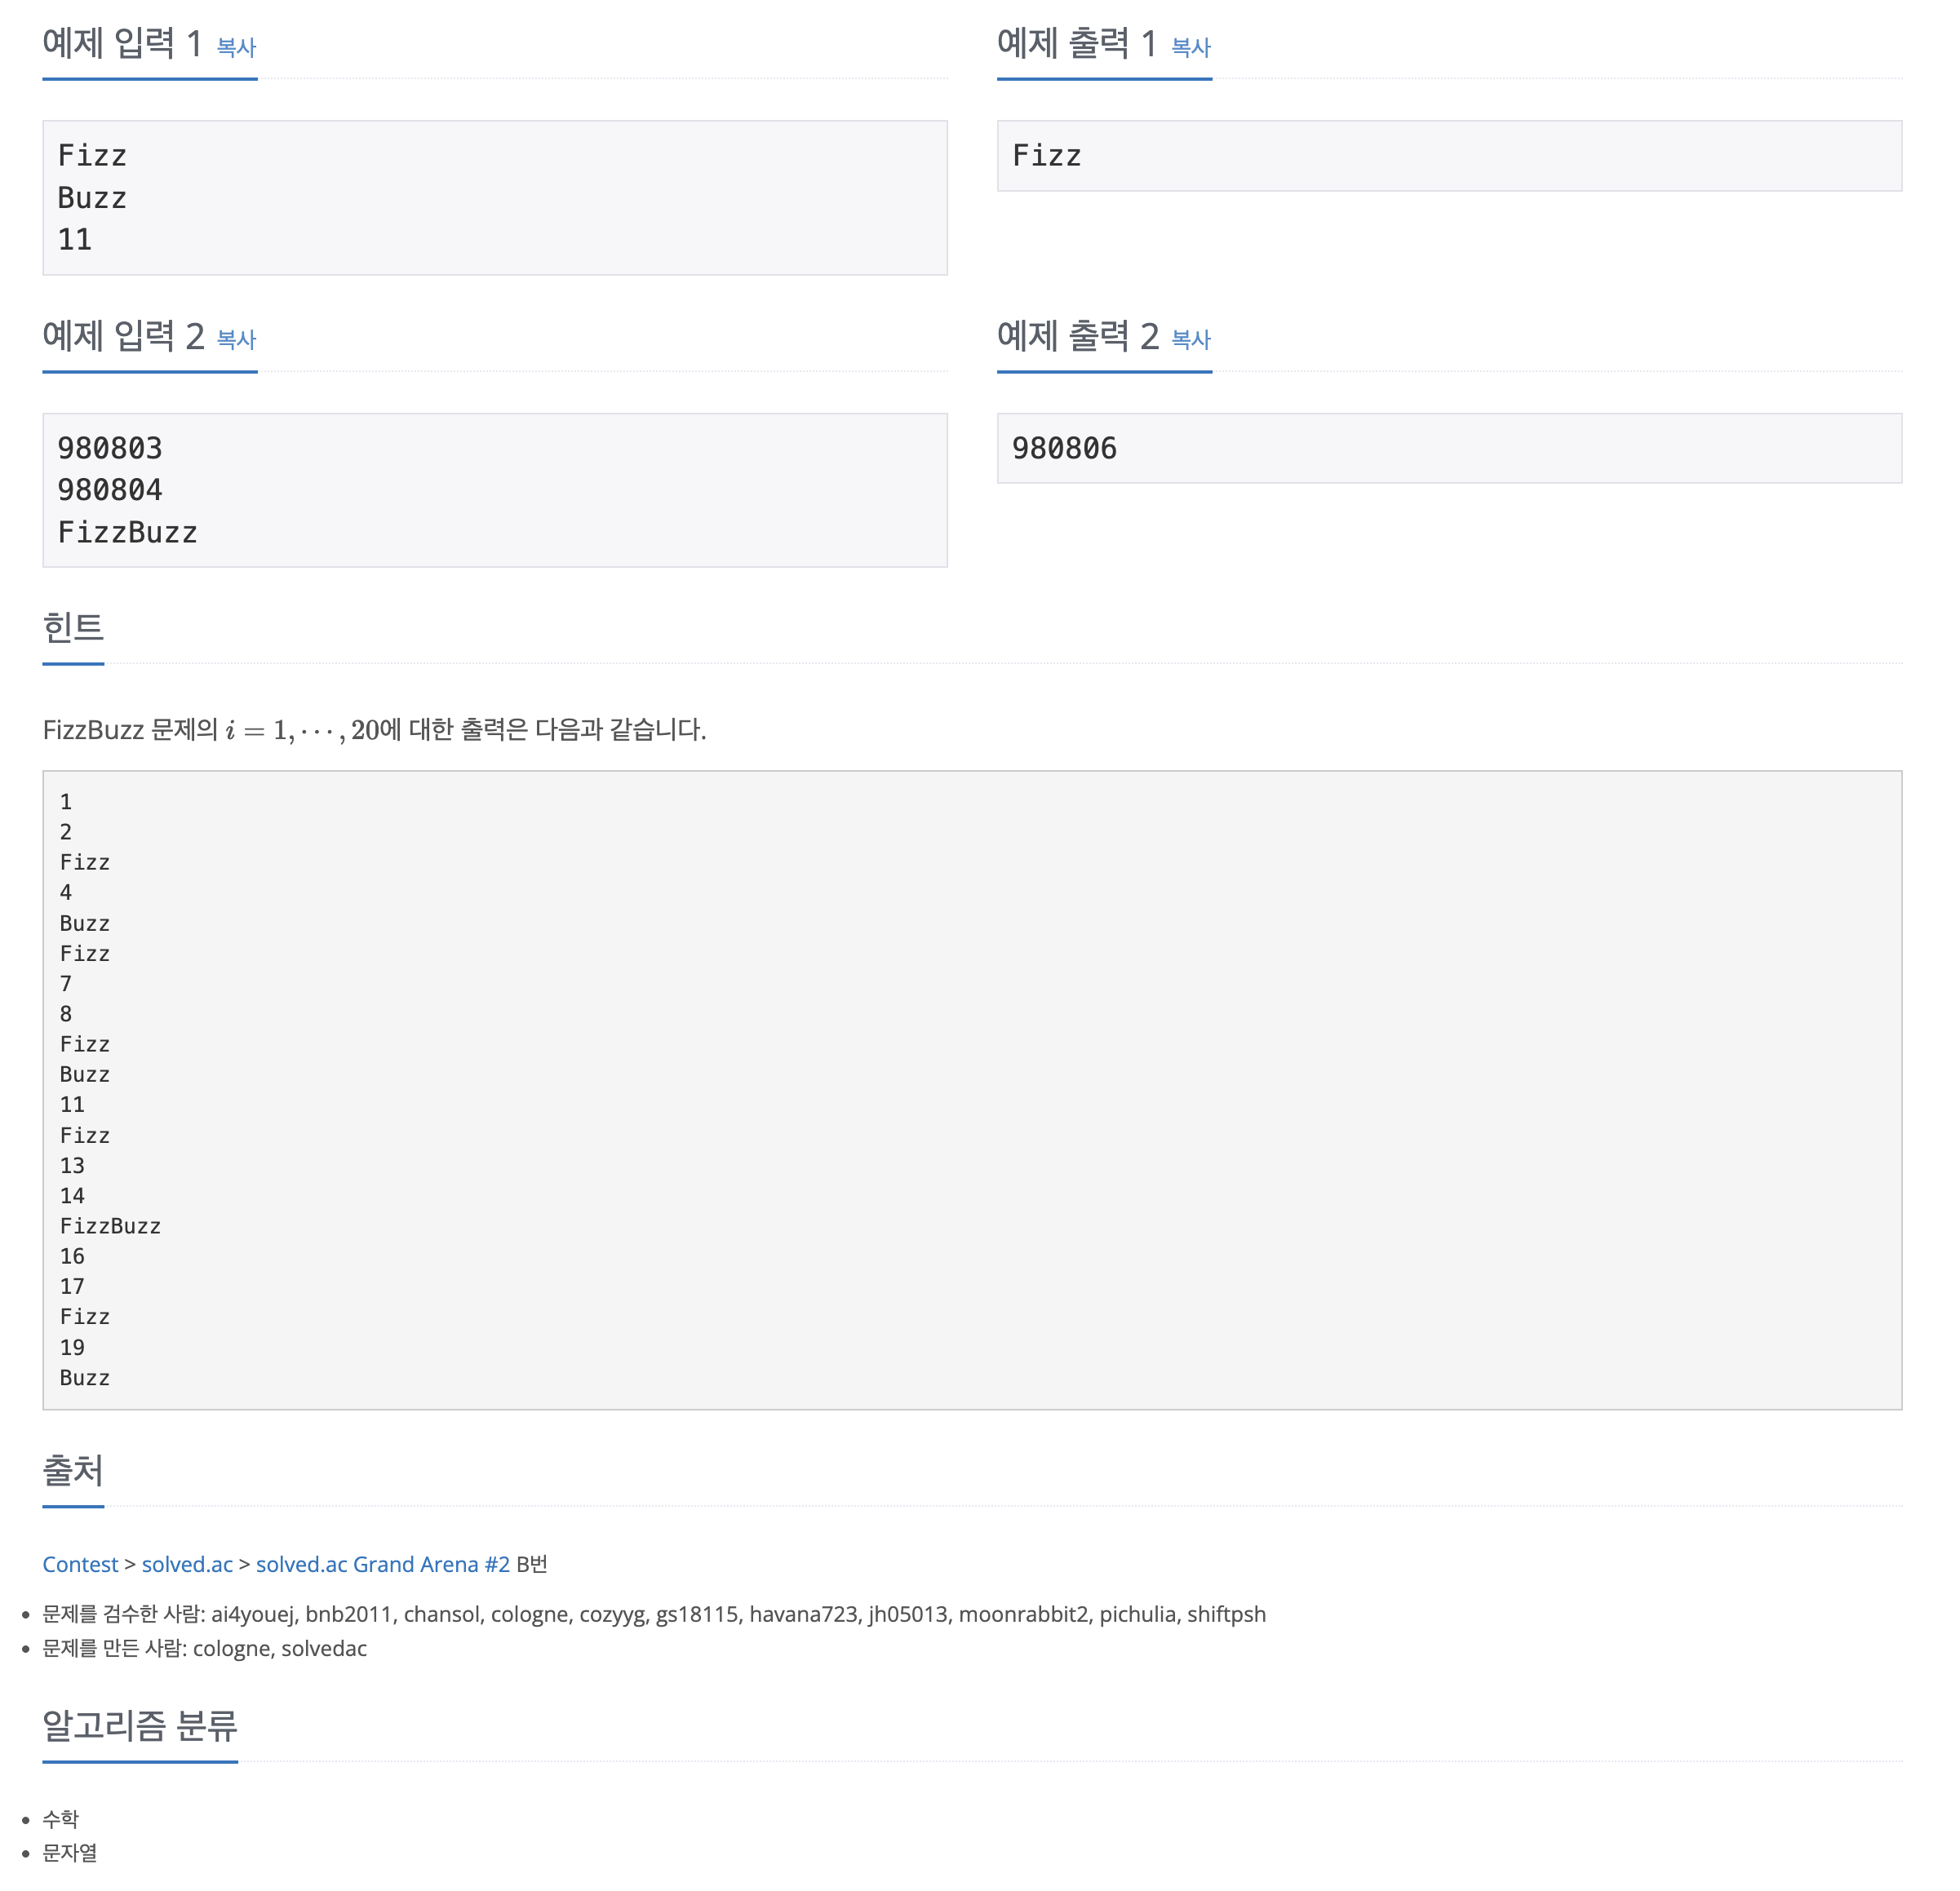 예제 입력 1 복사
Fizz
Buzz
11
예제 출력 1 복사
Fizz
예제 입력 2 복사
980803
980804
FizzBuzz
예제 출력 2 복사
980806
힌트
FizzBuzz 문제의 i = 1, ⋯ , 20에 대한 출력은 다음과 같습니다.
1
2
Fizz
4
Buzz
Fizz
7
8
Fizz
Buzz
11
Fizz
13
14
FizzBuzz
16
17
Fizz
19
Buzz
출처
Contest > solved.ac > solved.ac Grand Arena #2 B번
문제를 검수한 사람: ai4youej, bnb2011, chansol, cologne, cozyyg, gs18115, havana723, jh05013, moonrabbit2, pichulia, shiftpsh
문제를 만든 사람: cologne, solvedac
알고리즘 분류
수학
문자열